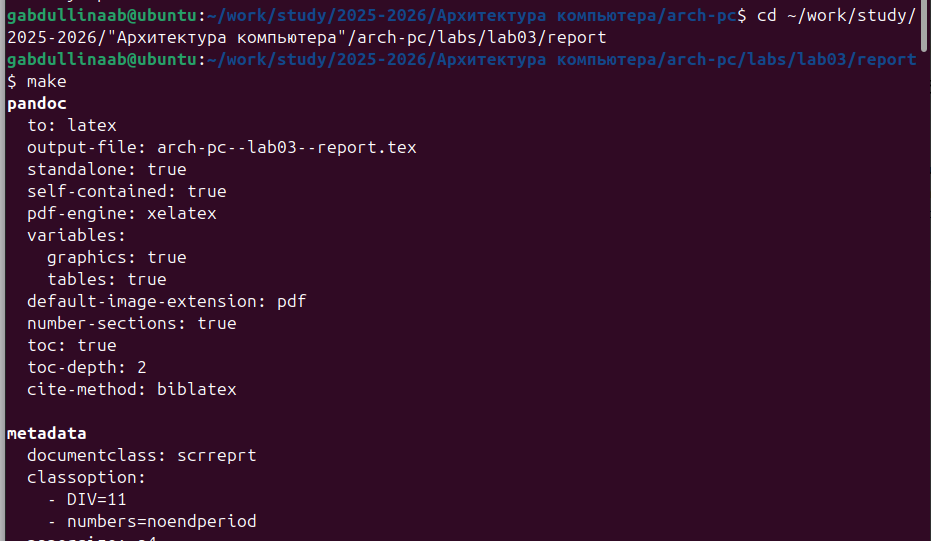 gabdullinaab@ubuntu:~/work/study/2025-2026/Архитектура компьютера/arch-pc$ cd ~/work/study/
2025-2026/"Архитектура компьютера"/arch-pc/labs/lab03/report
gabdullinaab@ubuntu:~/work/study/2025-2026/Архитектура компьютера/arch-pc/labs/lab03/report
$ make
pandoc
  to: latex
  output-file: arch-pc--lab03--report.tex
  standalone: true
  self-contained: true
  pdf-engine: xelatex
  variables:
    graphics: true
    tables: true
  default-image-extension: pdf
  number-sections: true
  toc: true
  toc-depth: 2
  cite-method: biblatex

metadata
  documentclass: scrreprt
  classoption:
    - DIV=11
    - numbers=noendperiod